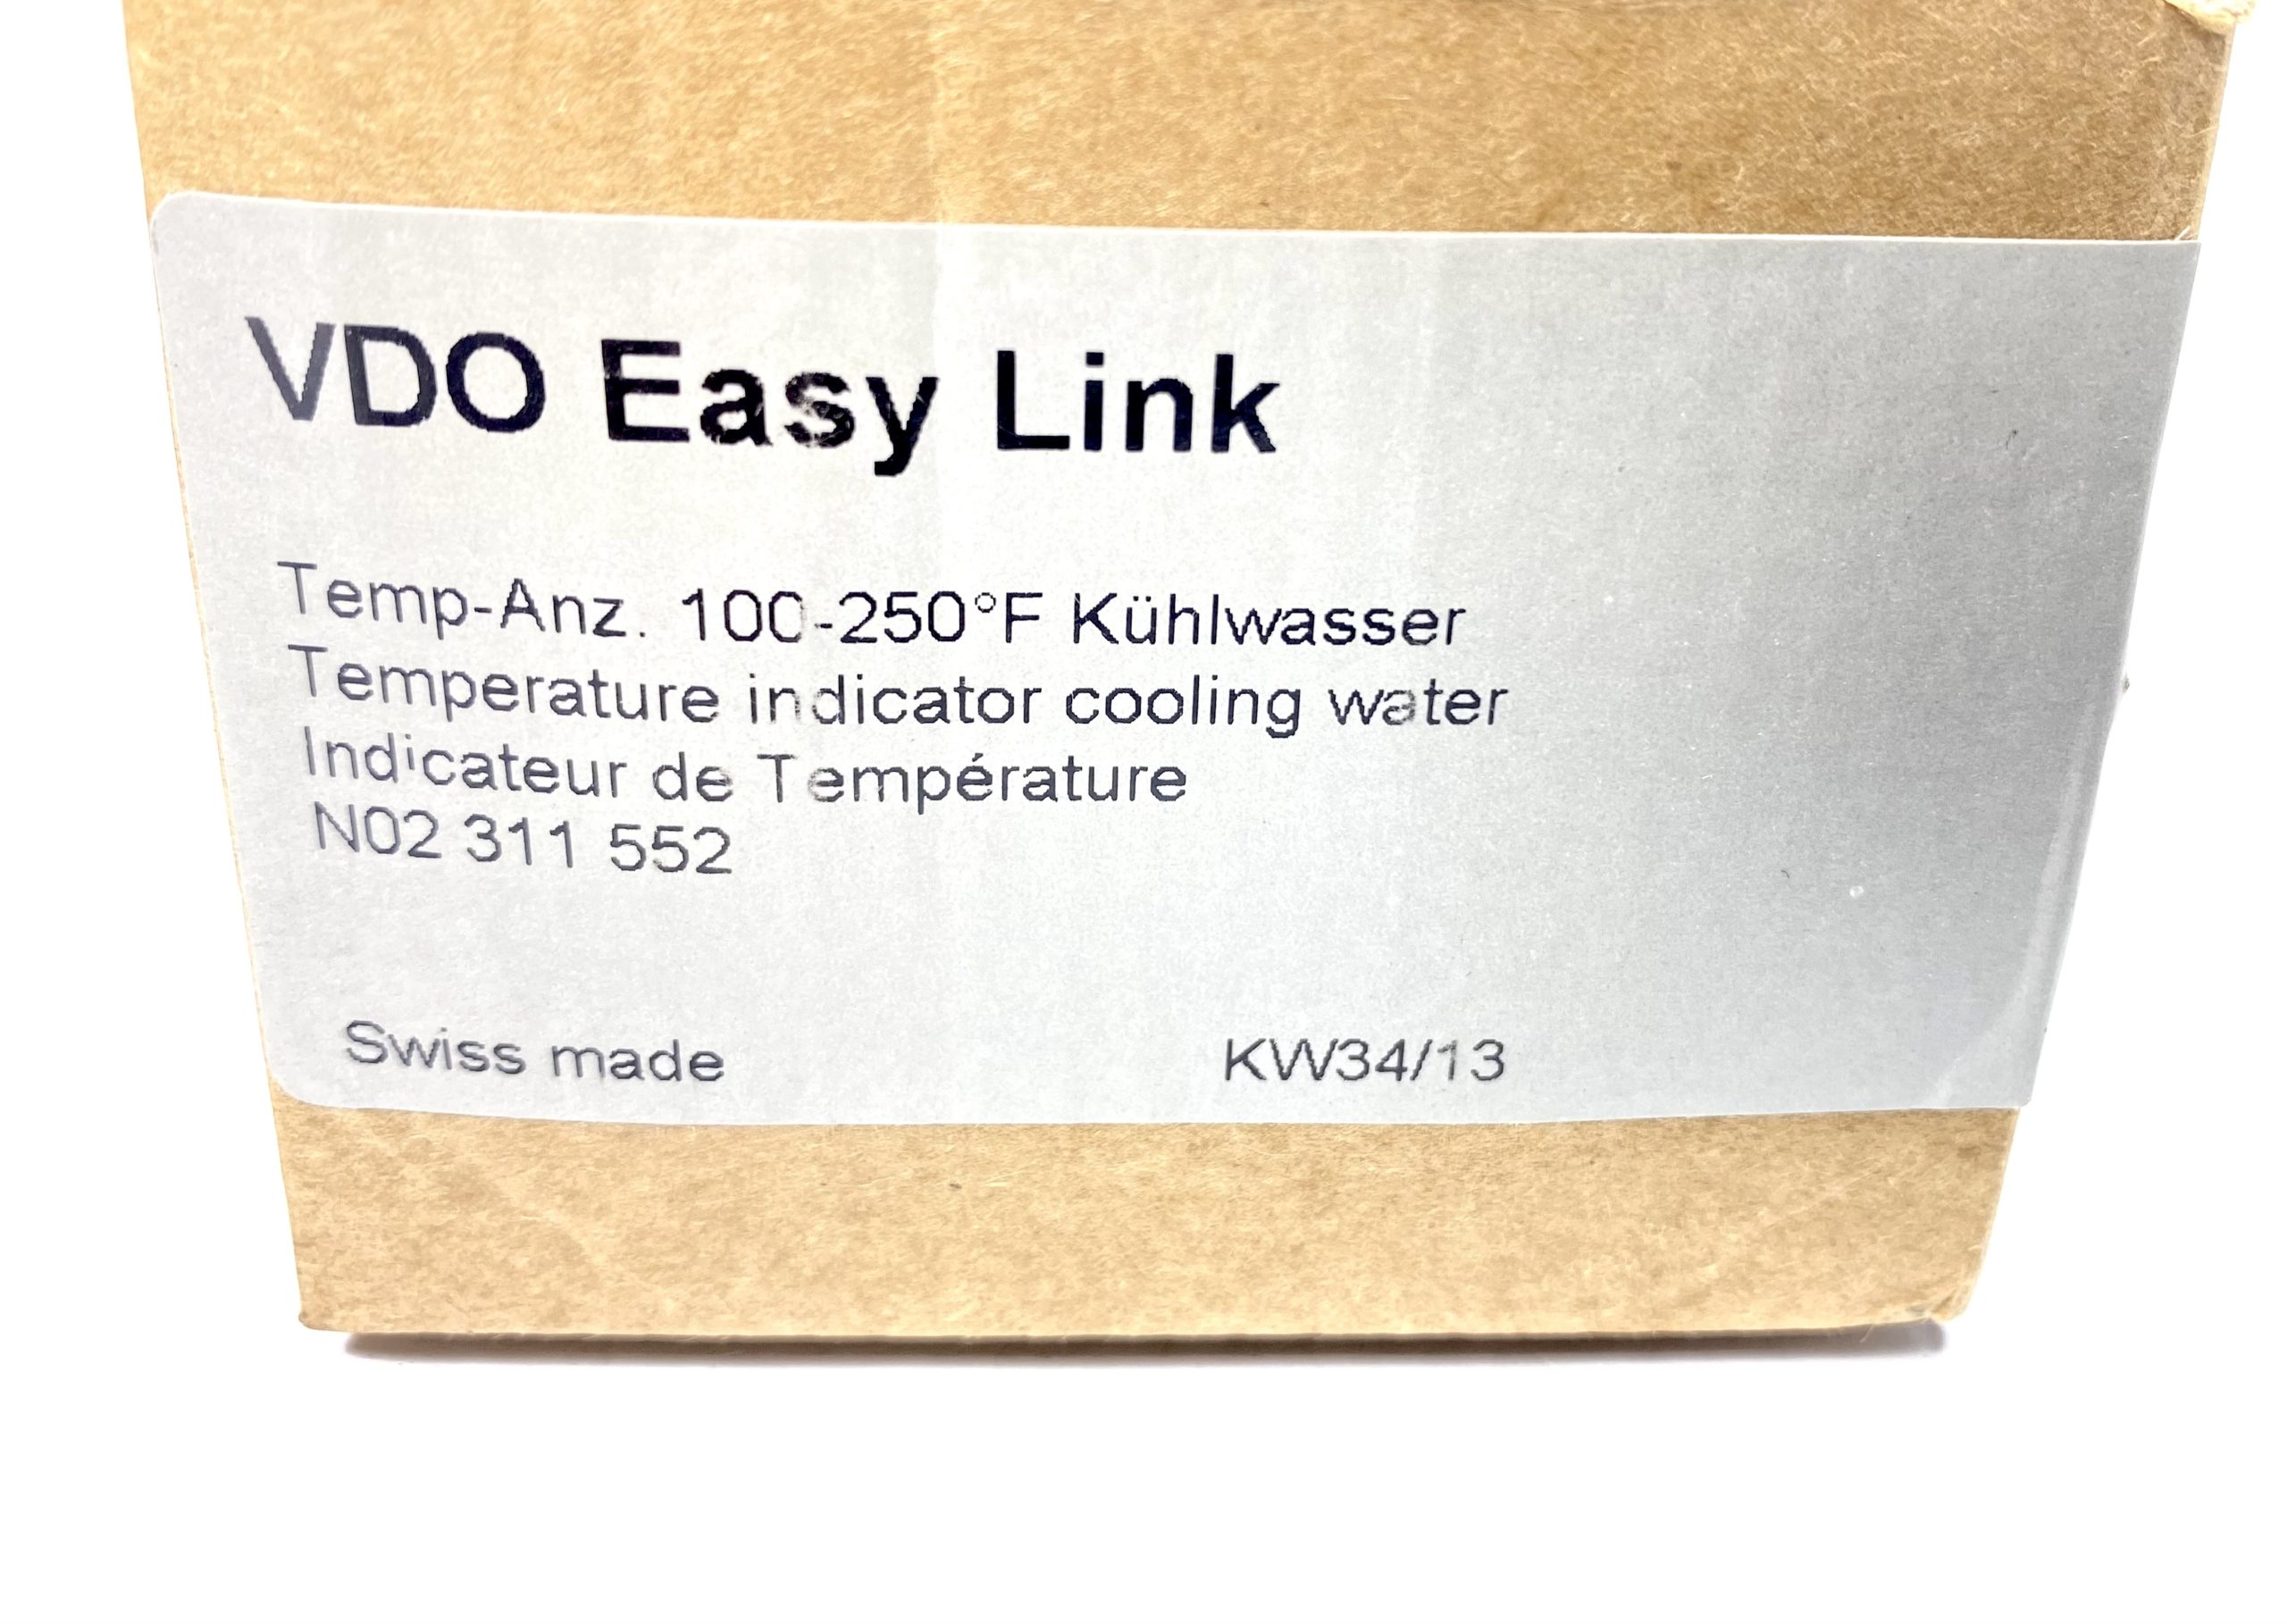 VDO Easy Link
Temp-Anz. 100-250°F Kühlwasser
Temperature indicator cooling water
Indicateur de Température
N02 311 552
Swiss made KW34/13